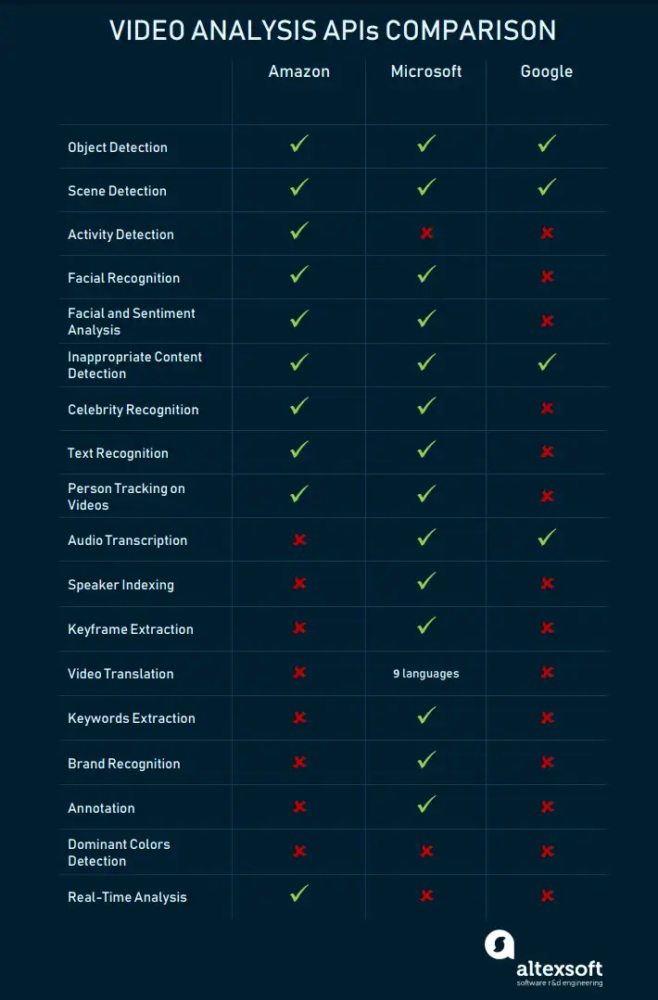 VIDEO ANALYSIS APIs COMPARISON
Amazon Microsoft Google
Object Detection
Scene Detection
Activity Detection
Facial Recognition
Facial and Sentiment
Analysis
Inappropriate Content
Detection
Celebrity Recognition
Text Recognition
Person Tracking on
Videos
Audio Transcription
Speaker Indexing
Keyframe Extraction
Video Translation 9 languages
Keywords Extraction
Brand Recognition
Annotation
Dominant Colors
Detection
Real-Time Analysis
altexsoft
software r&d engineering